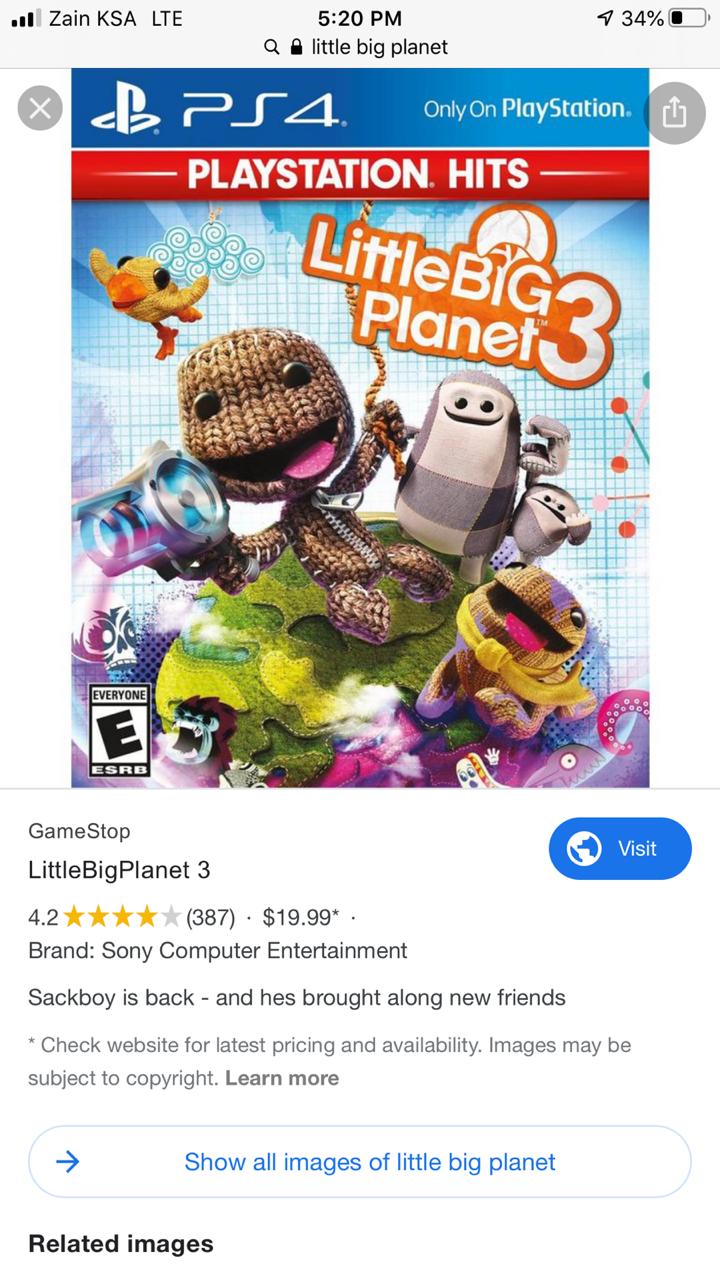 Zain KSA LTE 5:20 PM 34%
little big planet
PS4 Only On PlayStation.
PLAYSTATION. HITS
LittleBIG
Planet™3
EVERYONE
E
ESRB
GameStop
Visit
LittleBigPlanet 3
4.2 ★★★★★ (387) · $19.99* ·
Brand: Sony Computer Entertainment
Sackboy is back - and hes brought along new friends
* Check website for latest pricing and availability. Images may be
subject to copyright. Learn more
→ Show all images of little big planet
Related images